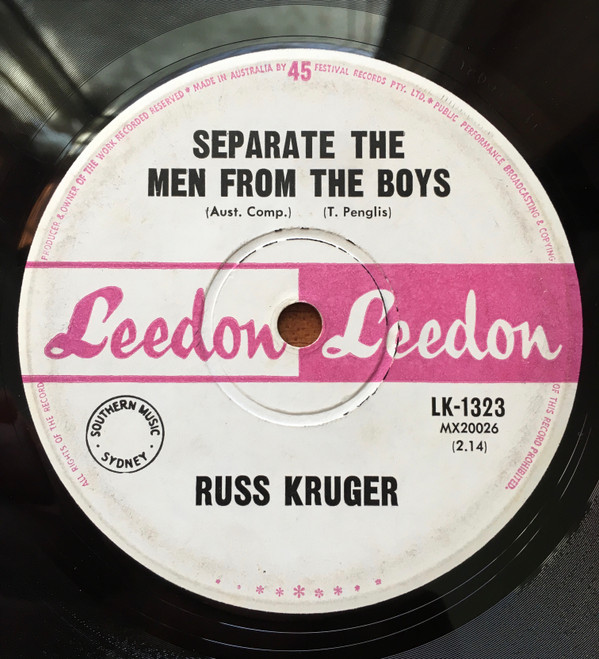 PRODUCER & OWNER OF THE WORK RECORDED RESERVED ★ MADE IN AUSTRALIA BY 45 FESTIVAL RECORDS PTY. LTD. ★ PUBLIC PERFORMANCE BROADCASTING & COPYING
SEPARATE THE
MEN FROM THE BOYS
(Aust. Comp.) (T. Penglis)
Leedon Leedon
LK-1323
MX20026
(2.14)
SOUTHERN MUSIC
SYDNEY
RUSS KRUGER
ALL RIGHTS OF THE RECORD
OF THIS RECORD PROHIBITED.